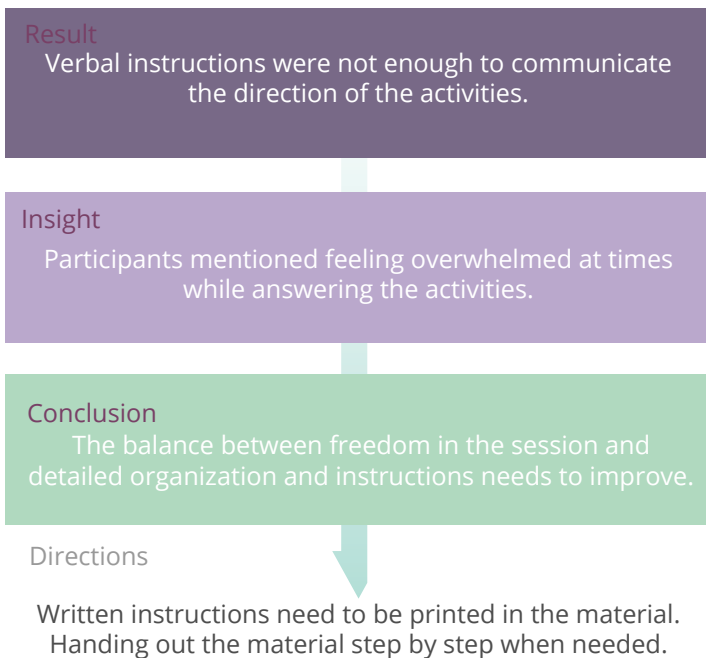 Result
Verbal instructions were not enough to communicate
the direction of the activities.
Insight
Participants mentioned feeling overwhelmed at times
while answering the activities.
Conclusion
The balance between freedom in the session and
detailed organization and instructions needs to improve.
Directions
Written instructions need to be printed in the material.
Handing out the material step by step when needed.